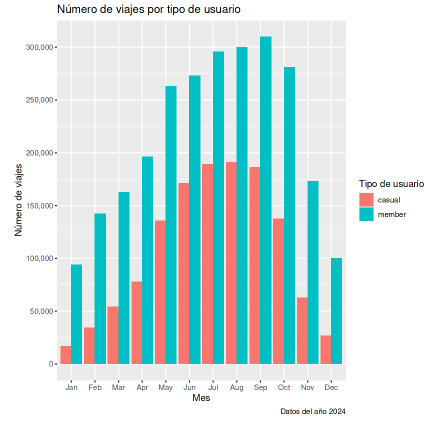 Número de viajes por tipo de usuario
Número de viajes
300,000
250,000
200,000
150,000
100,000
50,000
0
Jan Feb Mar Apr May Jun Jul Aug Sep Oct Nov Dec
Mes
Tipo de usuario
casual
member
Datos del año 2024